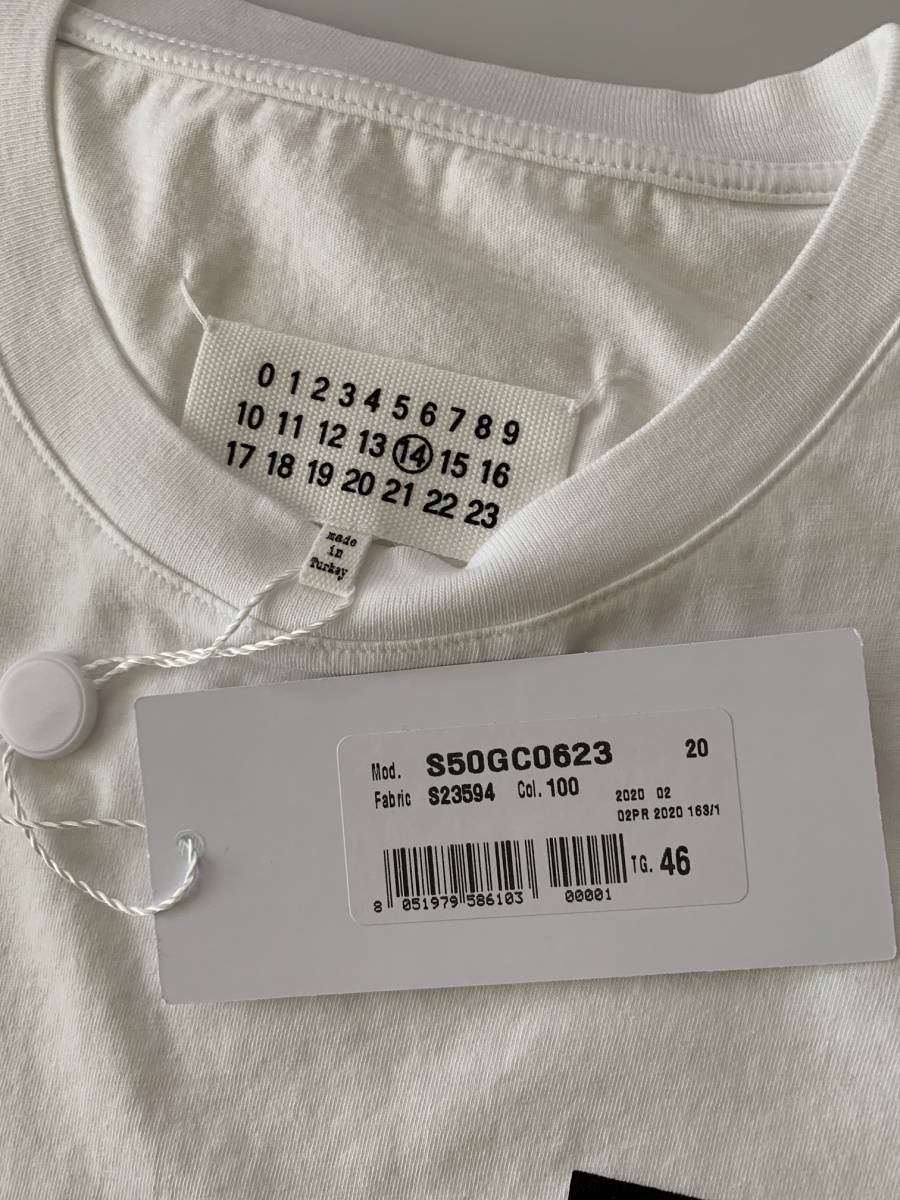 0 1 2 3 4 5 6 7 8 9
10 11 12 13 14 15 16
17 18 19 20 21 22 23
made
in
Turkey
Mod. S50GC0623 20
Fabric S23594 Col. 100 2020 02
02PR 2020 163/1
TG. 46
8 051979 586103 00001